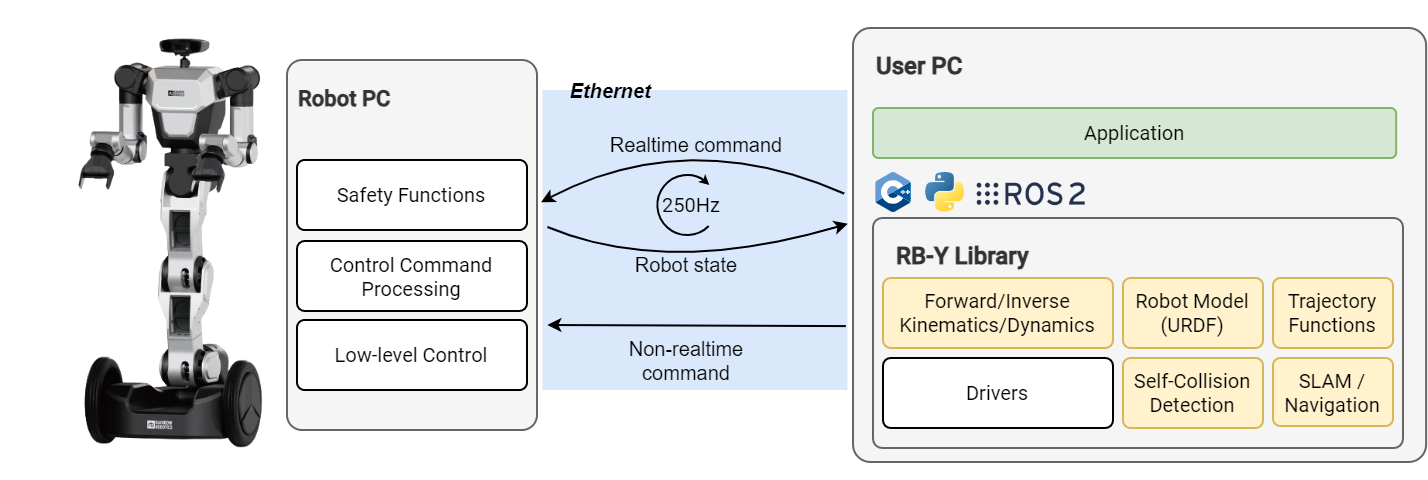 Robot PC
Safety Functions
Control Command
Processing
Low-level Control
Ethernet
Realtime command
250Hz
Robot state
Non-realtime
command
User PC
Application
C++
ROS 2
RB-Y Library
Forward/Inverse
Kinematics/Dynamics
Robot Model
(URDF)
Trajectory
Functions
Drivers
Self-Collision
Detection
SLAM /
Navigation
RAINBOW
ROBOTICS